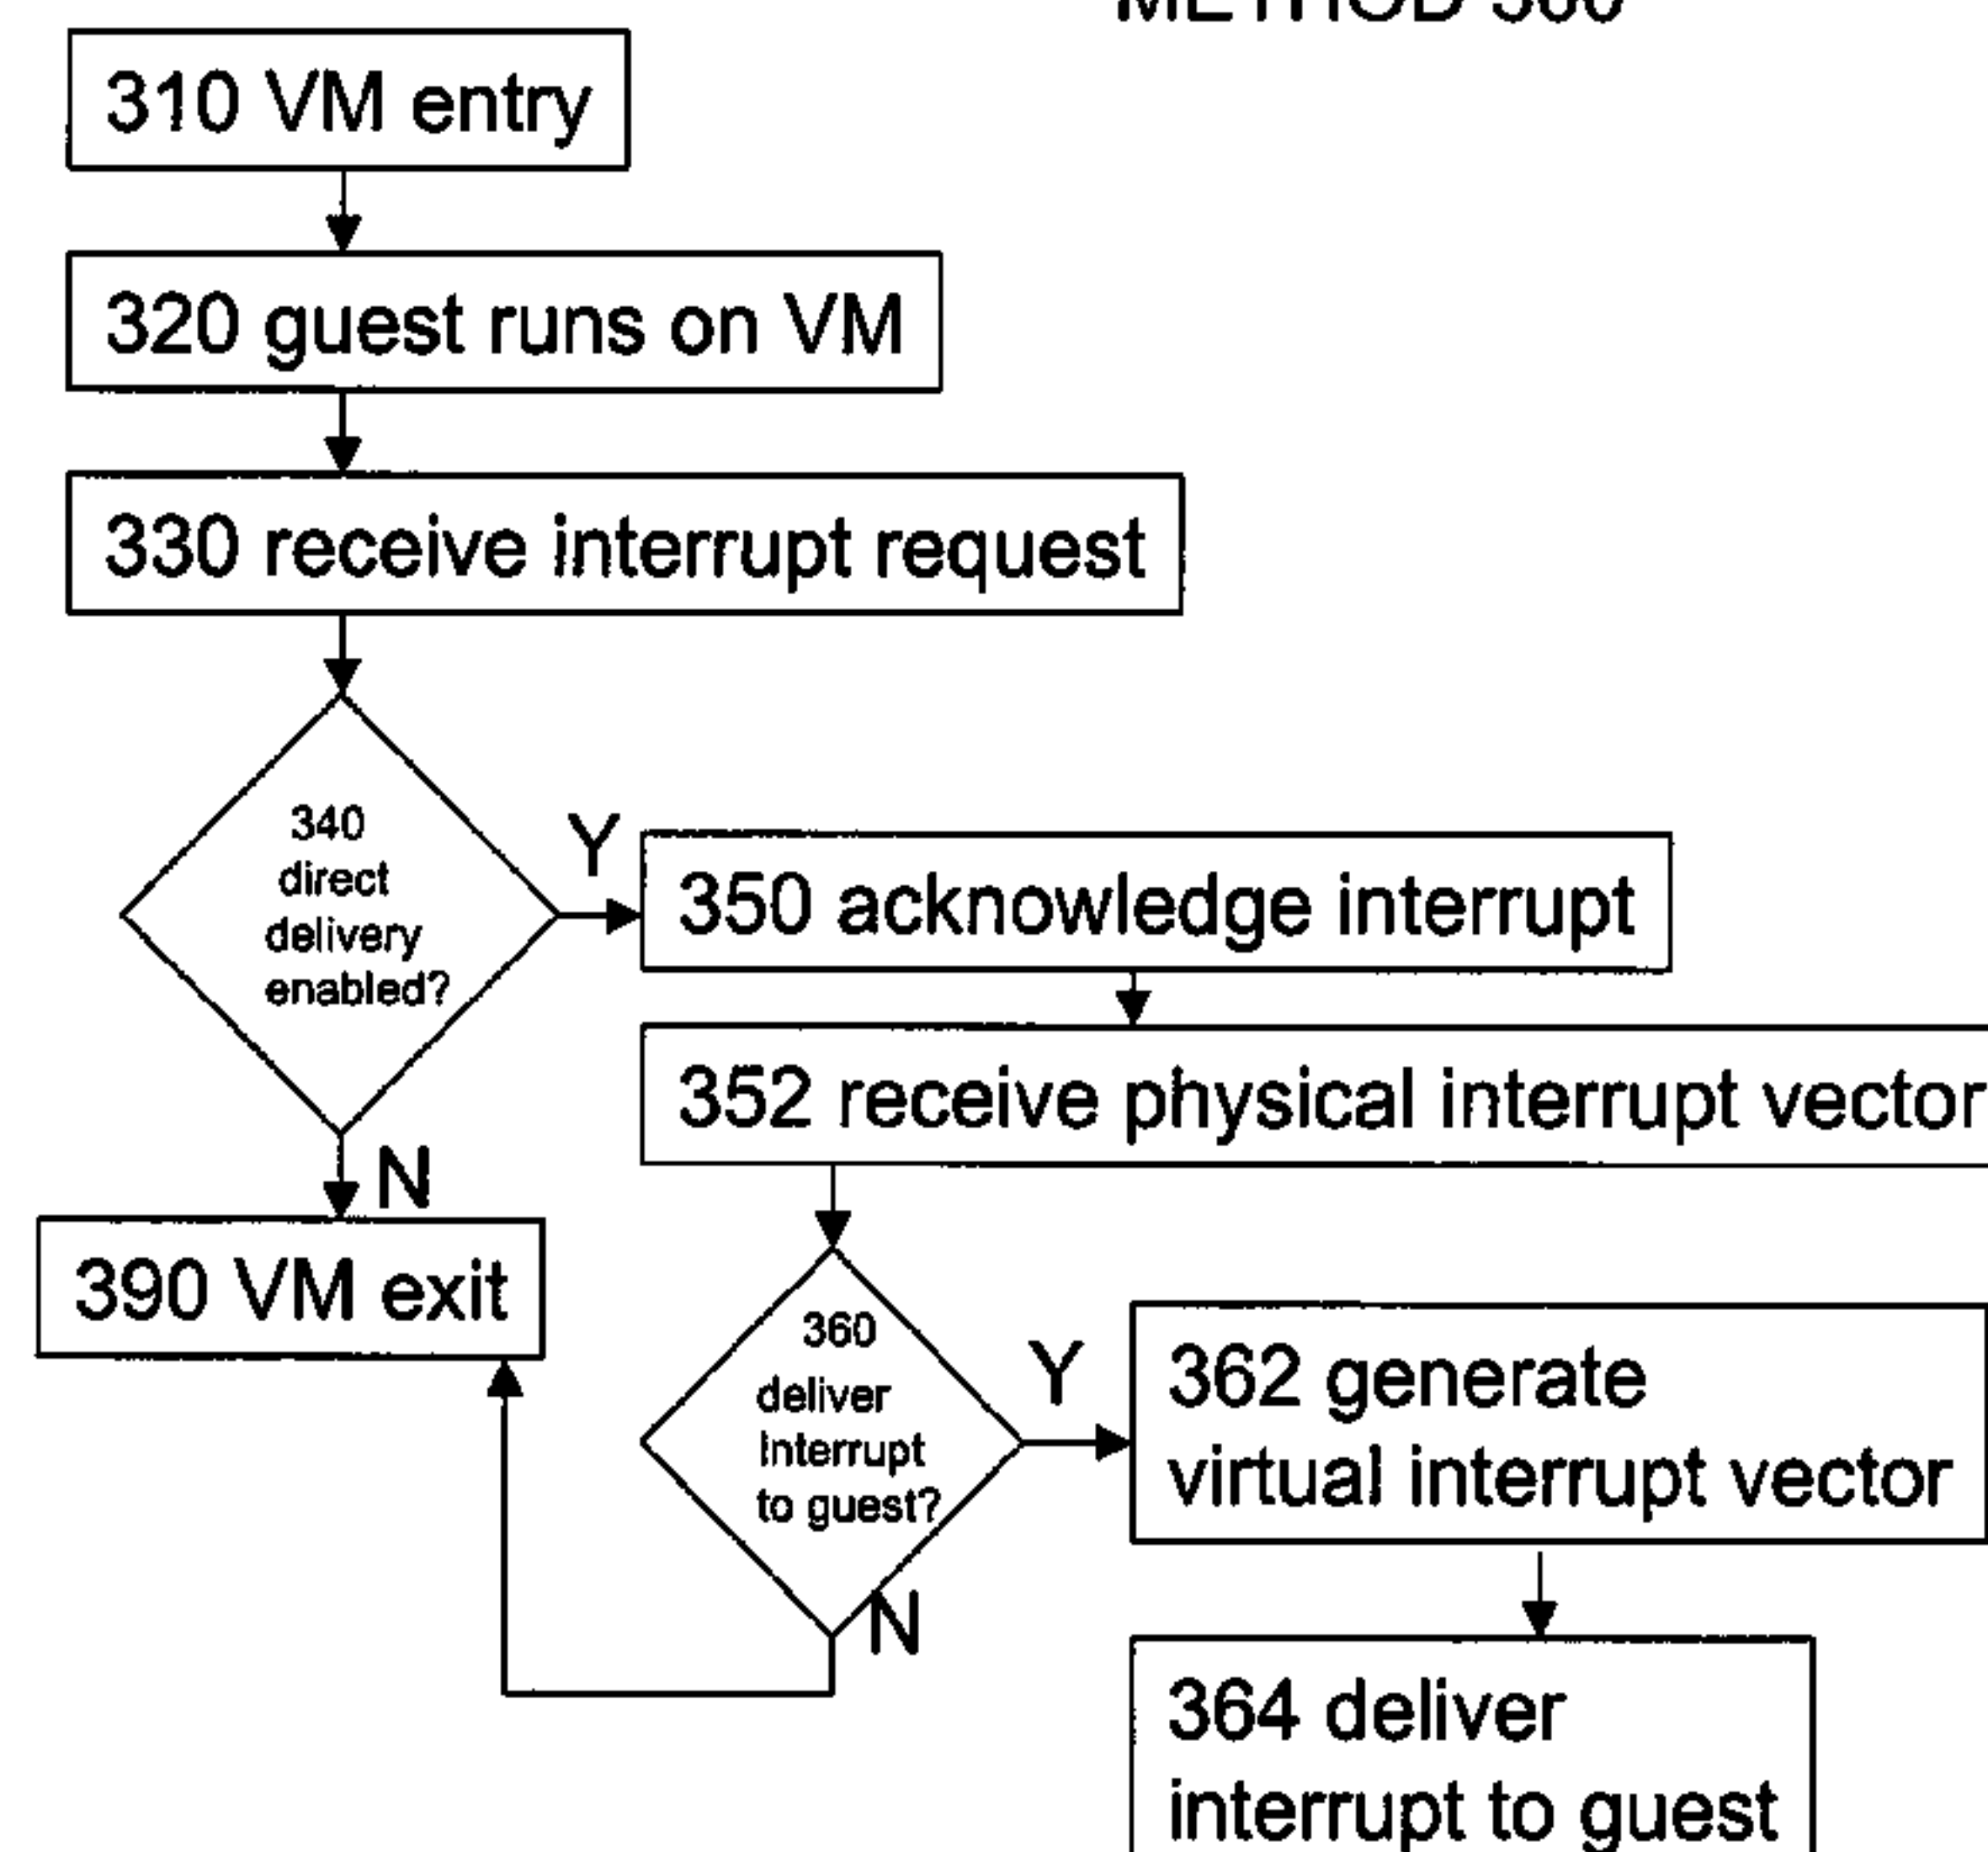 METHOD 300
310 VM entry
320 guest runs on VM
330 receive interrupt request
340
direct
delivery
enabled?
Y
350 acknowledge interrupt
352 receive physical interrupt vector
N
390 VM exit
360
deliver
Interrupt
to guest?
Y
362 generate
virtual interrupt vector
N
364 deliver
interrupt to guest